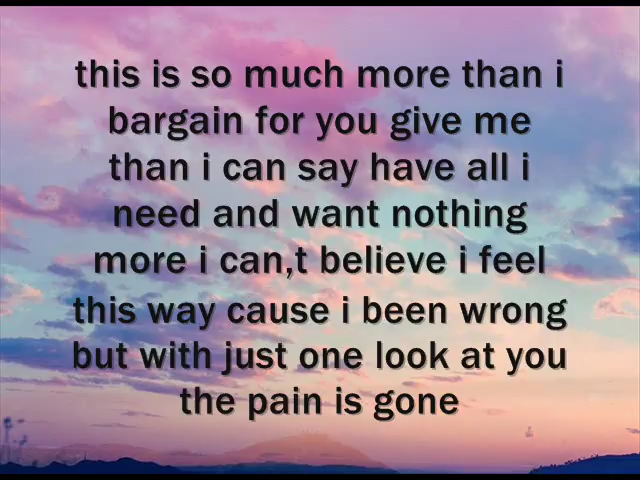 this is so much more than i
bargain for you give me
than i can say have all i
need and want nothing
more i can,t believe i feel
this way cause i been wrong
but with just one look at you
the pain is gone